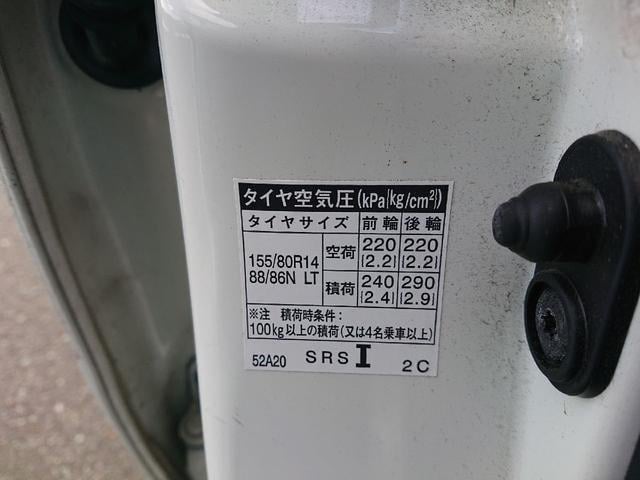 タイヤ空気圧(kPa{kg/cm²})
タイヤサイズ 前輪 後輪
155/80R14 88/86N LT
空荷 220 {2.2} 220 {2.2}
積荷 240 {2.4} 290 {2.9}
※注 積荷時条件:
100kg以上の積荷(又は4名乗車以上)
52A20 SRS I 2C